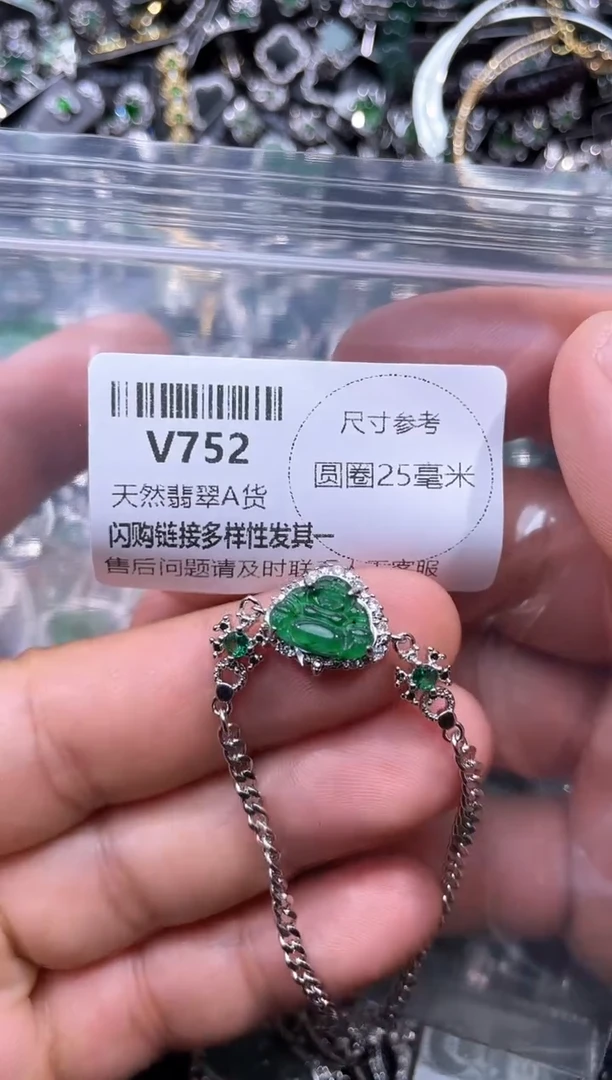 V752
天然翡翠A货
闪购链接多样性发其一
售后问题请及时联
客服
尺寸参考
圆圈25毫米